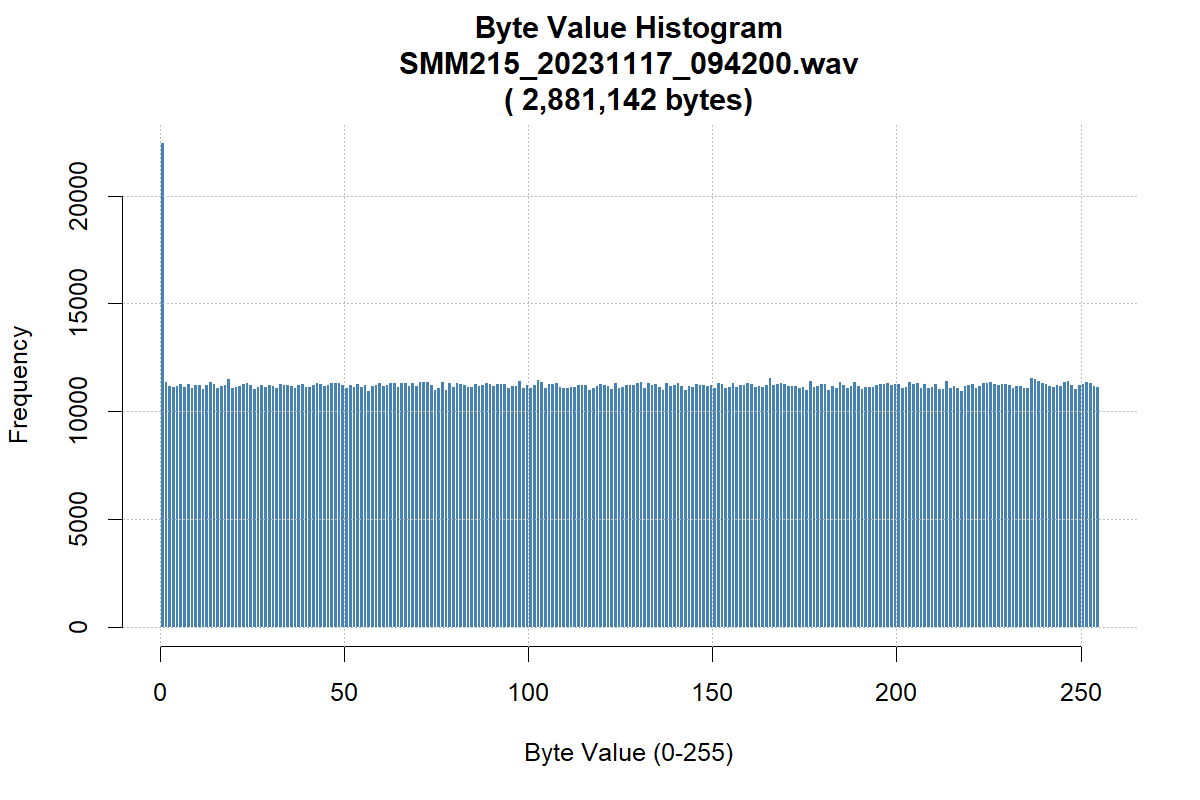 Byte Value Histogram
SMM215_20231117_094200.wav
( 2,881,142 bytes)
Frequency
20000
15000
10000
5000
0
0 50 100 150 200 250
Byte Value (0-255)